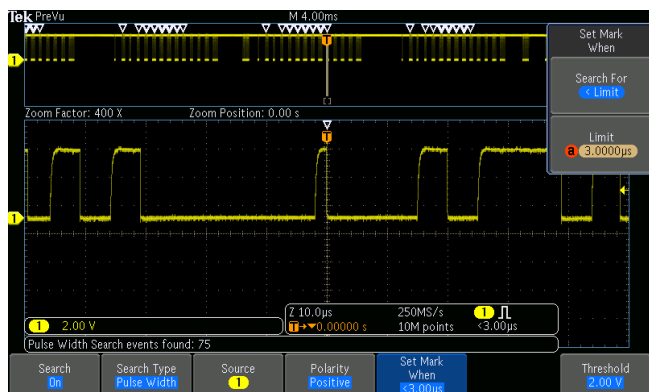 Tek PreVu M 4.00ms
Set Mark
When
Search For
< Limit
Limit
a 3.0000µs
T
1
Zoom Factor: 400 X Zoom Position: 0.00 s
T
1
1 2.00 V
Z 10.0µs 250MS/s 1
T→▼0.00000 s 10M points <3.00µs
Pulse Width Search events found: 75
Search
On
Search Type
Pulse Width
Source
1
Polarity
Positive
Set Mark
When
<3.00µs
Threshold
2.00 V